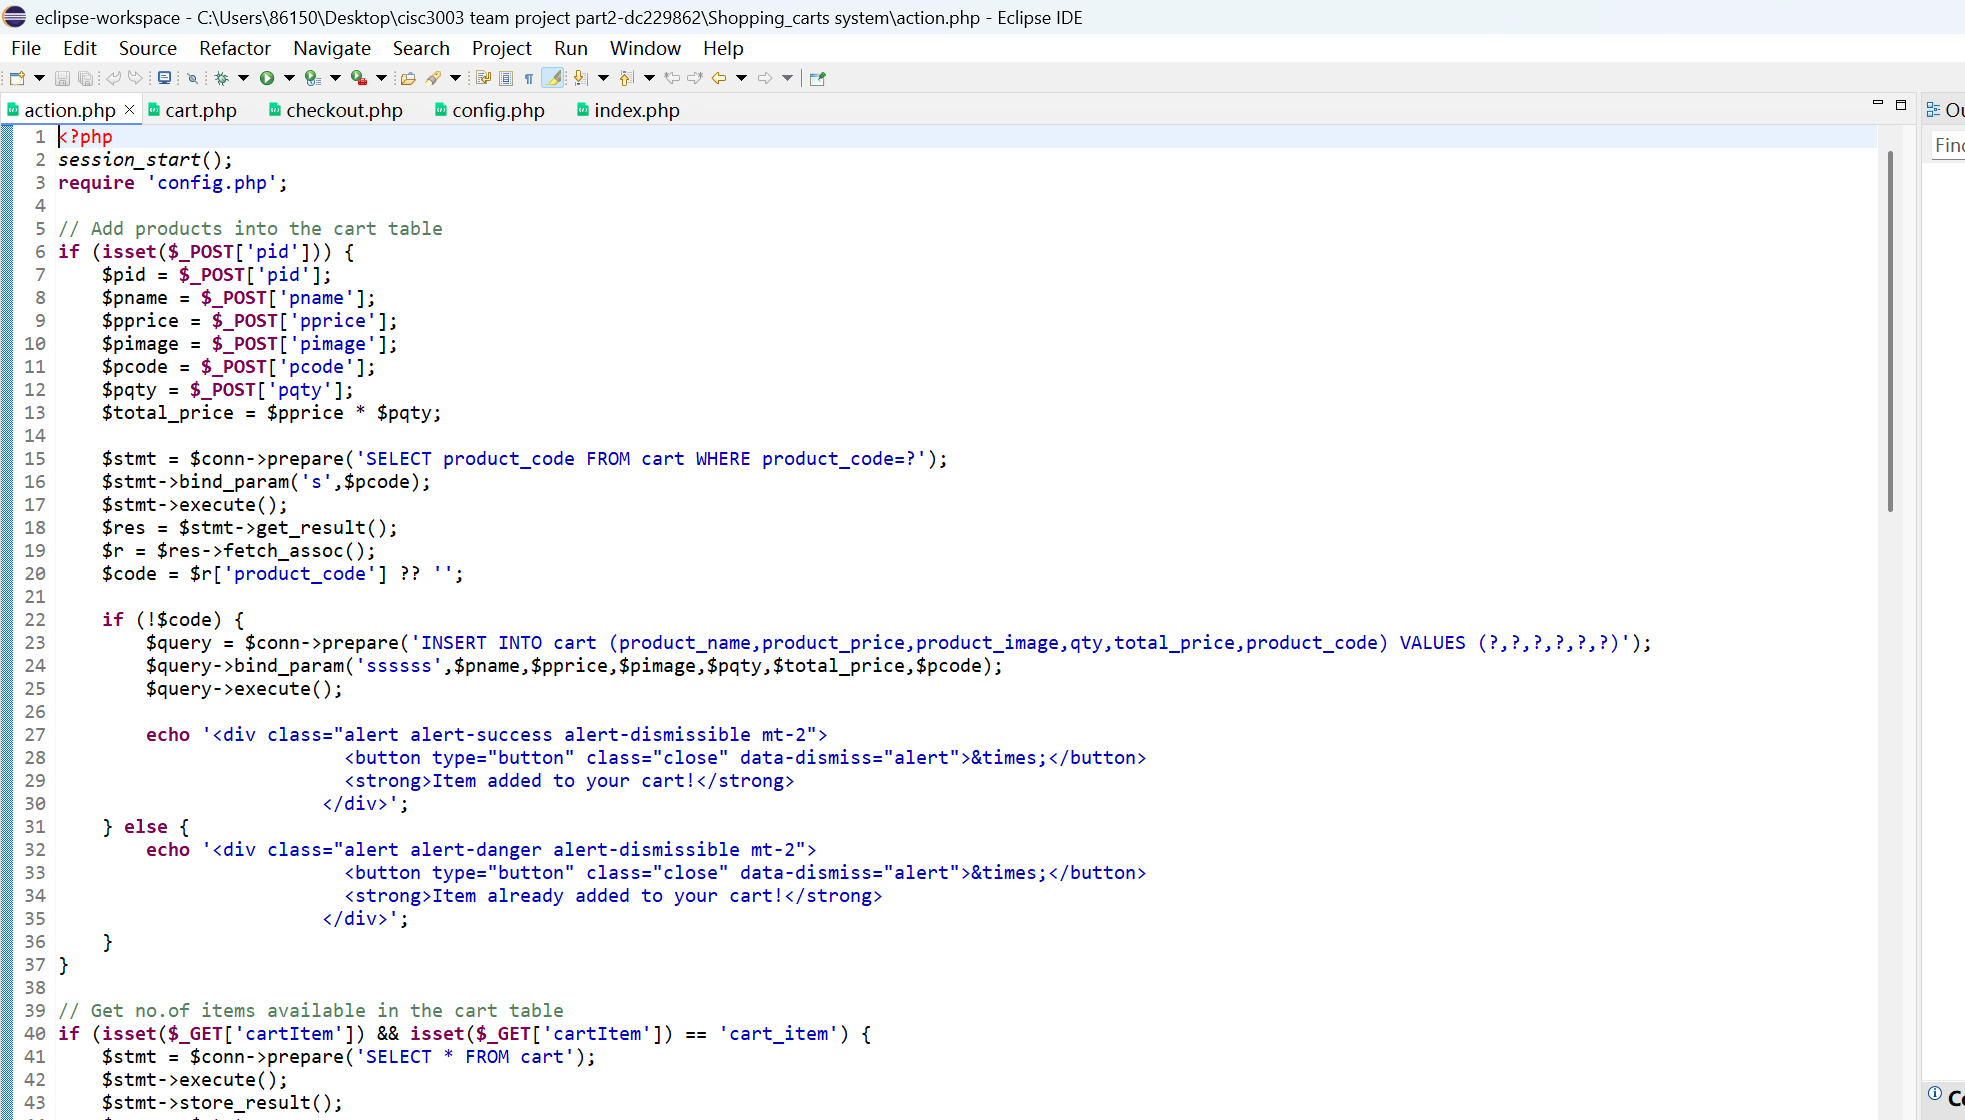 eclipse-workspace - C:\Users\86150\Desktop\cisc3003 team project part2-dc229862\Shopping_carts system\action.php - Eclipse IDE
File Edit Source Refactor Navigate Search Project Run Window Help
action.php cart.php checkout.php config.php index.php
1 <?php
2 session_start();
3 require 'config.php';
4
5 // Add products into the cart table
6 if (isset($_POST['pid'])) {
7     $pid = $_POST['pid'];
8     $pname = $_POST['pname'];
9     $pprice = $_POST['pprice'];
10     $pimage = $_POST['pimage'];
11     $pcode = $_POST['pcode'];
12     $pqty = $_POST['pqty'];
13     $total_price = $pprice * $pqty;
14
15     $stmt = $conn->prepare('SELECT product_code FROM cart WHERE product_code=?');
16     $stmt->bind_param('s',$pcode);
17     $stmt->execute();
18     $res = $stmt->get_result();
19     $r = $res->fetch_assoc();
20     $code = $r['product_code'] ?? '';
21
22     if (!$code) {
23         $query = $conn->prepare('INSERT INTO cart (product_name,product_price,product_image,qty,total_price,product_code) VALUES (?,?,?,?,?,?)');
24         $query->bind_param('ssssss',$pname,$pprice,$pimage,$pqty,$total_price,$pcode);
25         $query->execute();
26
27         echo '<div class="alert alert-success alert-dismissible mt-2">
28                           <button type="button" class="close" data-dismiss="alert">&times;</button>
29                           <strong>Item added to your cart!</strong>
30                         </div>';
31     } else {
32         echo '<div class="alert alert-danger alert-dismissible mt-2">
33                           <button type="button" class="close" data-dismiss="alert">&times;</button>
34                           <strong>Item already added to your cart!</strong>
35                         </div>';
36     }
37 }
38
39 // Get no.of items available in the cart table
40 if (isset($_GET['cartItem']) && isset($_GET['cartItem']) == 'cart_item') {
41     $stmt = $conn->prepare('SELECT * FROM cart');
42     $stmt->execute();
43     $stmt->store_result();